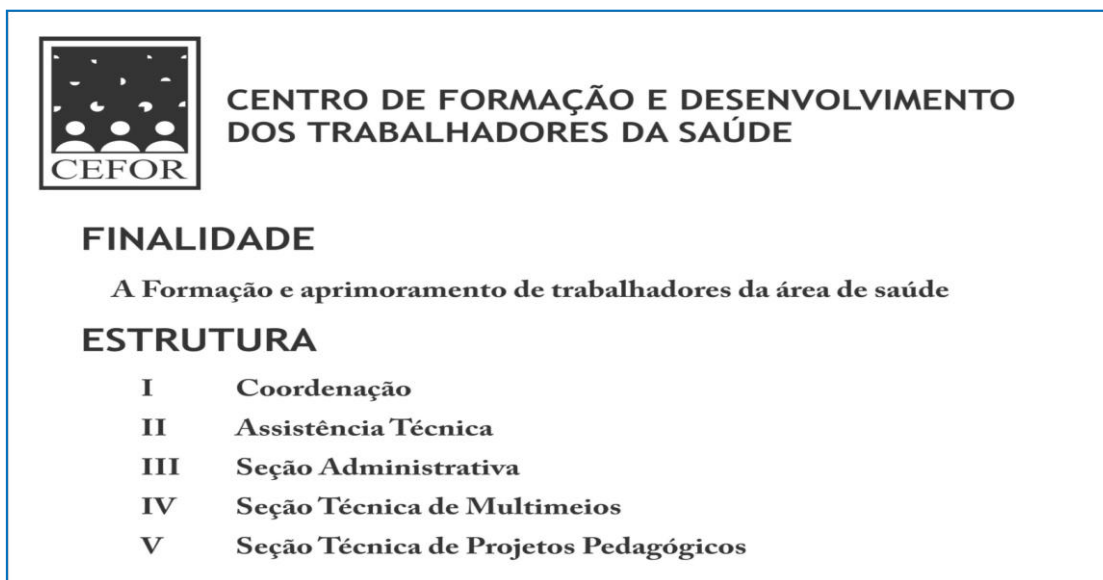 CEFOR
CENTRO DE FORMAÇÃO E DESENVOLVIMENTO
DOS TRABALHADORES DA SAÚDE
FINALIDADE
A Formação e aprimoramento de trabalhadores da área de saúde
ESTRUTURA
I Coordenação
II Assistência Técnica
III Seção Administrativa
IV Seção Técnica de Multimeios
V Seção Técnica de Projetos Pedagógicos